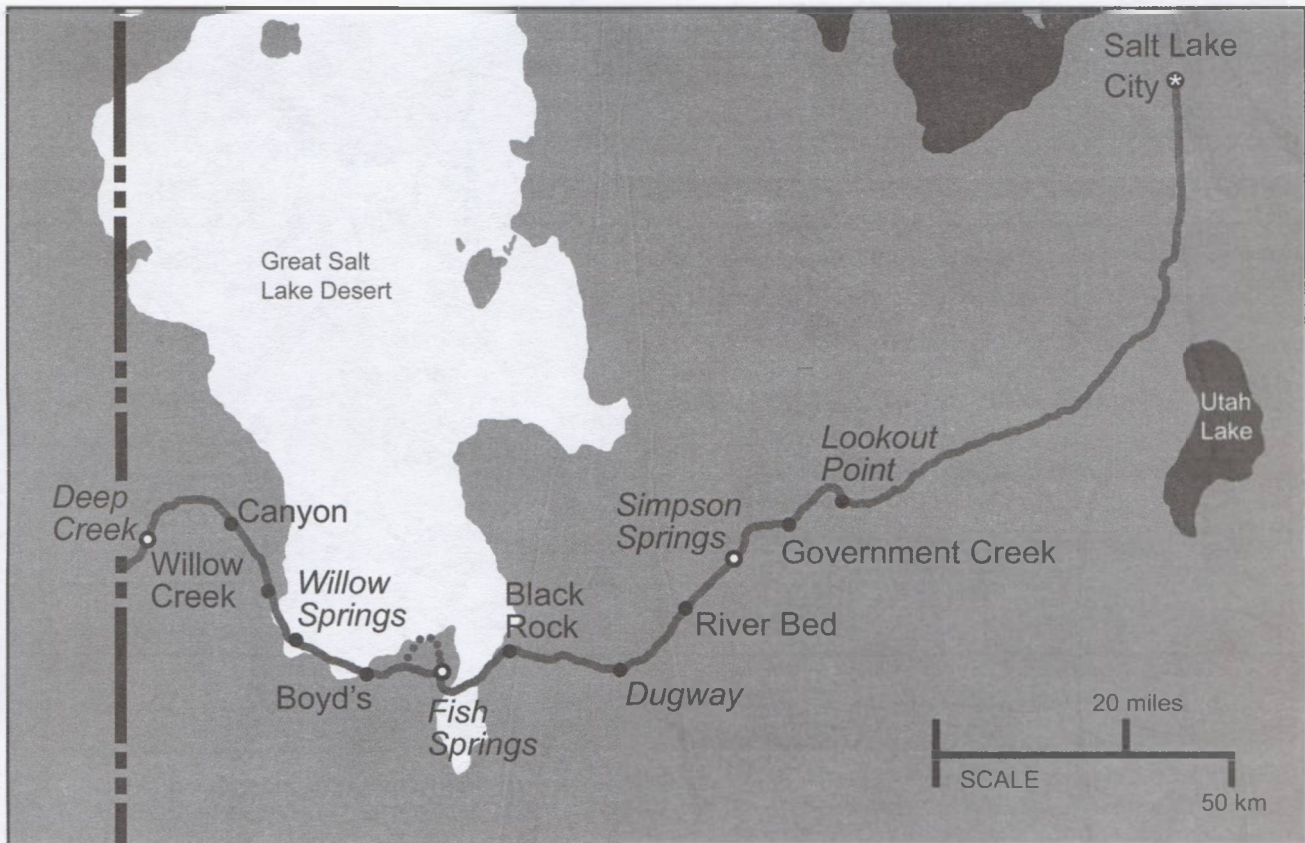 Salt Lake
City
Great Salt
Lake Desert
Utah
Lake
Lookout
Point
Deep
Creek
Canyon
Simpson
Springs
Government Creek
Willow
Creek
Willow
Springs
Black
Rock
River Bed
Boyd's
Dugway
Fish
Springs
20 miles
SCALE
50 km